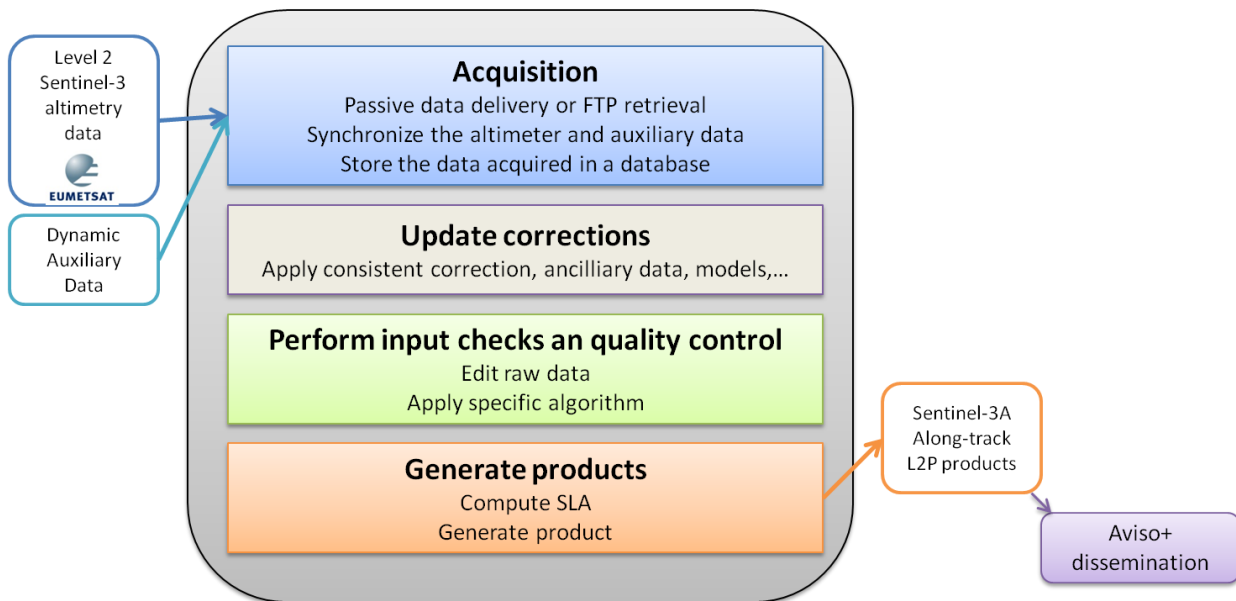 Level 2
Sentinel-3
altimetry
data
EUMETSAT
Dynamic
Auxiliary
Data
Acquisition
Passive data delivery or FTP retrieval
Synchronize the altimeter and auxiliary data
Store the data acquired in a database
Update corrections
Apply consistent correction, ancilliary data, models,...
Perform input checks an quality control
Edit raw data
Apply specific algorithm
Generate products
Compute SLA
Generate product
Sentinel-3A
Along-track
L2P products
Aviso+
dissemination